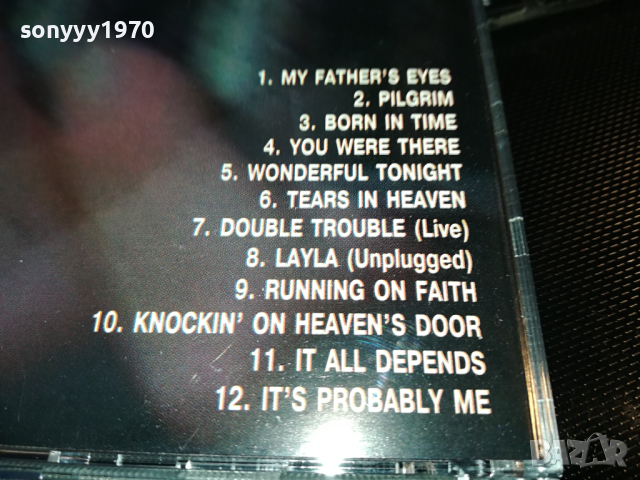 sonyyy1970
1. MY FATHER'S EYES
2. PILGRIM
3. BORN IN TIME
4. YOU WERE THERE
5. WONDERFUL TONIGHT
6. TEARS IN HEAVEN
7. DOUBLE TROUBLE (Live)
8. LAYLA (Unplugged)
9. RUNNING ON FAITH
10. KNOCKIN' ON HEAVEN'S DOOR
11. IT ALL DEPENDS
12. IT'S PROBABLY ME
BAZAR
bg